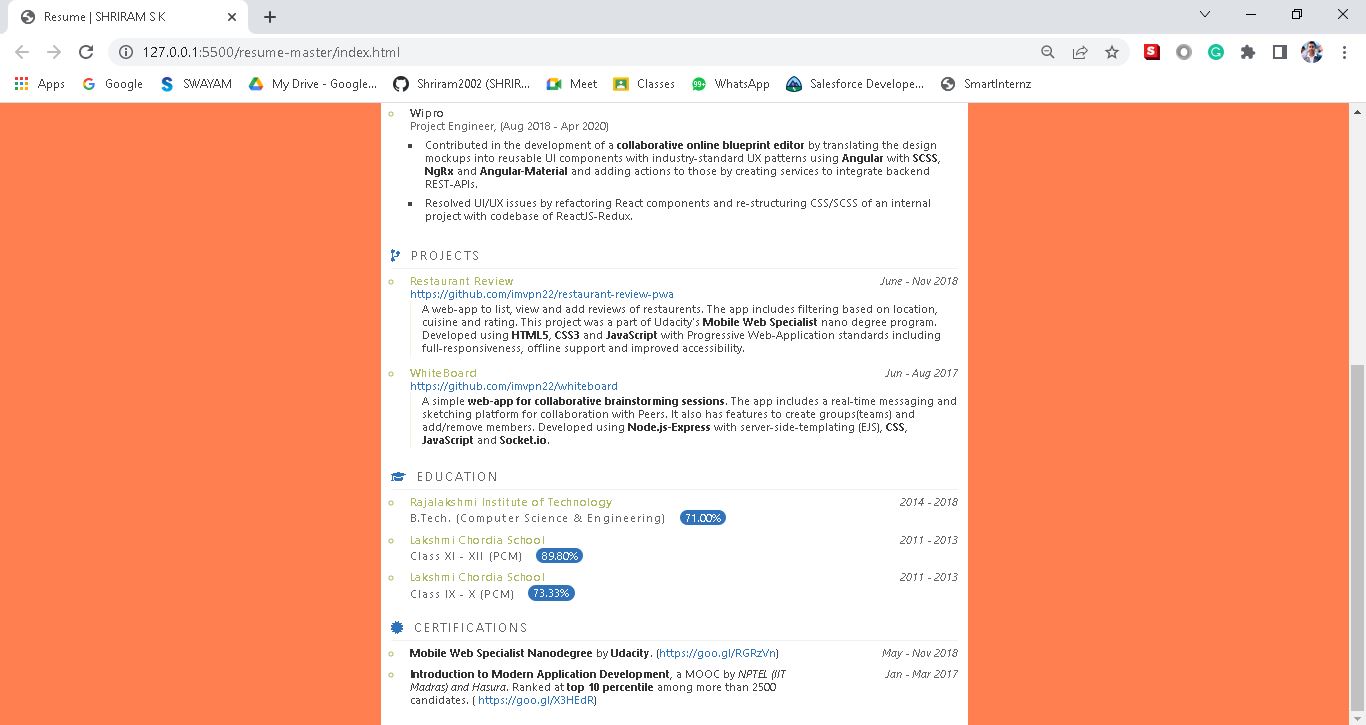 Resume | SHRIRAM S K
127.0.0.1:5500/resume-master/index.html
Apps Google SWAYAM My Drive - Google... Shriram2002 (SHRIR... Meet Classes 99+ WhatsApp Salesforce Develope... SmartInternz
Wipro
Project Engineer, (Aug 2018 - Apr 2020)
Contributed in the development of a collaborative online blueprint editor by translating the design
mockups into reusable UI components with industry-standard UX patterns using Angular with SCSS,
NgRx and Angular-Material and adding actions to those by creating services to integrate backend
REST-APIs.
Resolved UI/UX issues by refactoring React components and re-structuring CSS/SCSS of an internal
project with codebase of ReactJS-Redux.
PROJECTS
Restaurant Review June - Nov 2018
https://github.com/imvpn22/restaurant-review-pwa
A web-app to list, view and add reviews of restaurents. The app includes filtering based on location,
cuisine and rating. This project was a part of Udacity's Mobile Web Specialist nano degree program.
Developed using HTML5, CSS3 and JavaScript with Progressive Web-Application standards including
full-responsiveness, offline support and improved accessibility.
WhiteBoard Jun - Aug 2017
https://github.com/imvpn22/whiteboard
A simple web-app for collaborative brainstorming sessions. The app includes a real-time messaging and
sketching platform for collaboration with Peers. It also has features to create groups(teams) and
add/remove members. Developed using Node.js-Express with server-side-templating (EJS), CSS,
JavaScript and Socket.io.
EDUCATION
Rajalakshmi Institute of Technology 2014 - 2018
B.Tech. (Computer Science & Engineering) 71.00%
Lakshmi Chordia School 2011 - 2013
Class XI - XII (PCM) 89.80%
Lakshmi Chordia School 2011 - 2013
Class IX - X (PCM) 73.33%
CERTIFICATIONS
Mobile Web Specialist Nanodegree by Udacity. (https://goo.gl/RGRzVn) May - Nov 2018
Introduction to Modern Application Development, a MOOC by NPTEL (IIT Jan - Mar 2017
Madras) and Hasura. Ranked at top 10 percentile among more than 2500
candidates. ( https://goo.gl/X3HEdR)